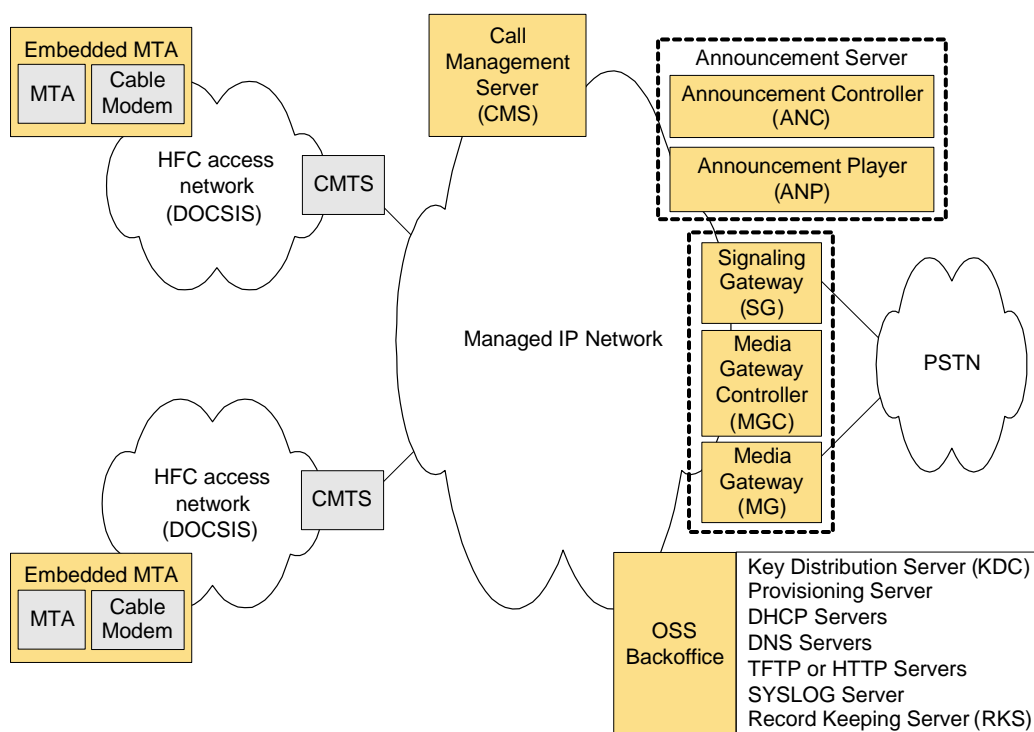 Embedded MTA
MTA
Cable
Modem
HFC access
network
(DOCSIS)
CMTS
Call
Management
Server
(CMS)
Announcement Server
Announcement Controller
(ANC)
Announcement Player
(ANP)
Managed IP Network
Signaling
Gateway
(SG)
Media
Gateway
Controller
(MGC)
Media
Gateway
(MG)
PSTN
HFC access
network
(DOCSIS)
CMTS
Embedded MTA
MTA
Cable
Modem
OSS
Backoffice
Key Distribution Server (KDC)
Provisioning Server
DHCP Servers
DNS Servers
TFTP or HTTP Servers
SYSLOG Server
Record Keeping Server (RKS)